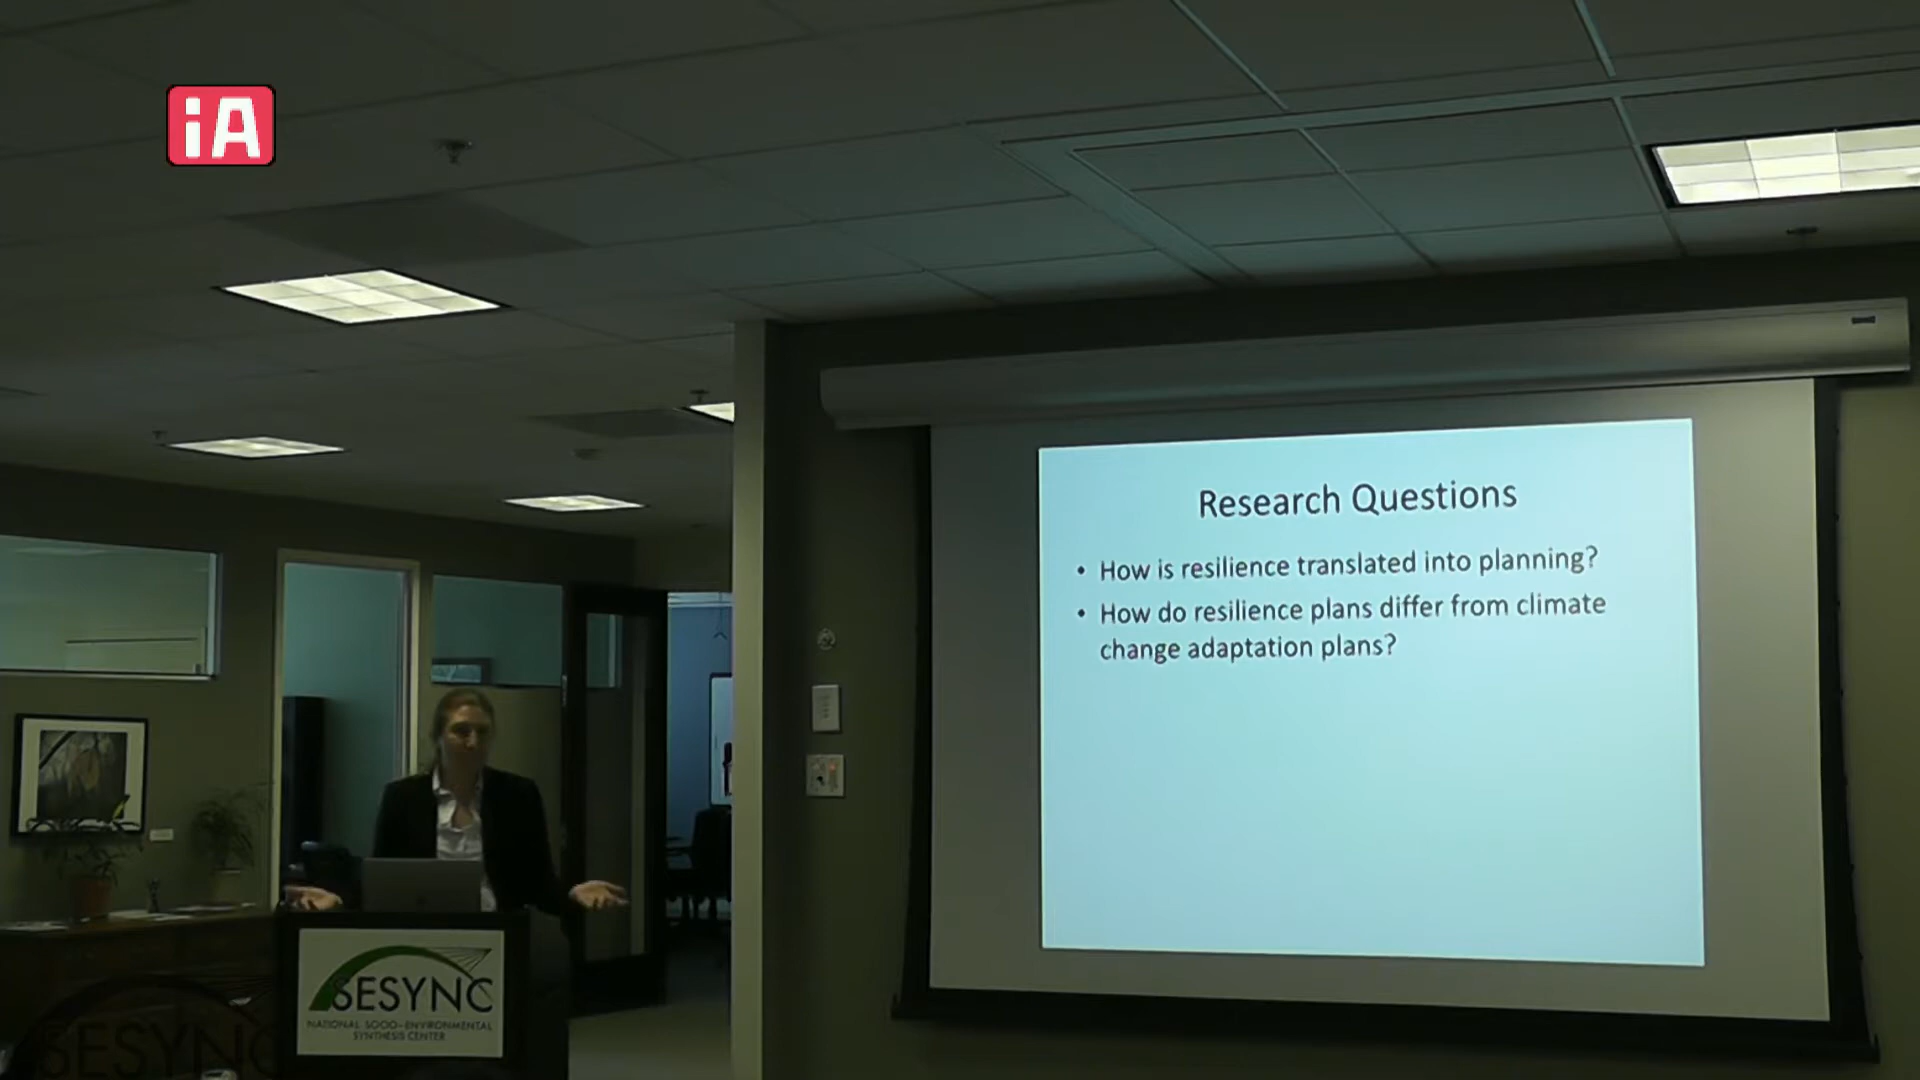 iA
Research Questions
• How is resilience translated into planning?
• How do resilience plans differ from climate
change adaptation plans?
SESYNC
NATIONAL SOCIO-ENVIRONMENTAL
SYNTHESIS CENTER
SESYNC